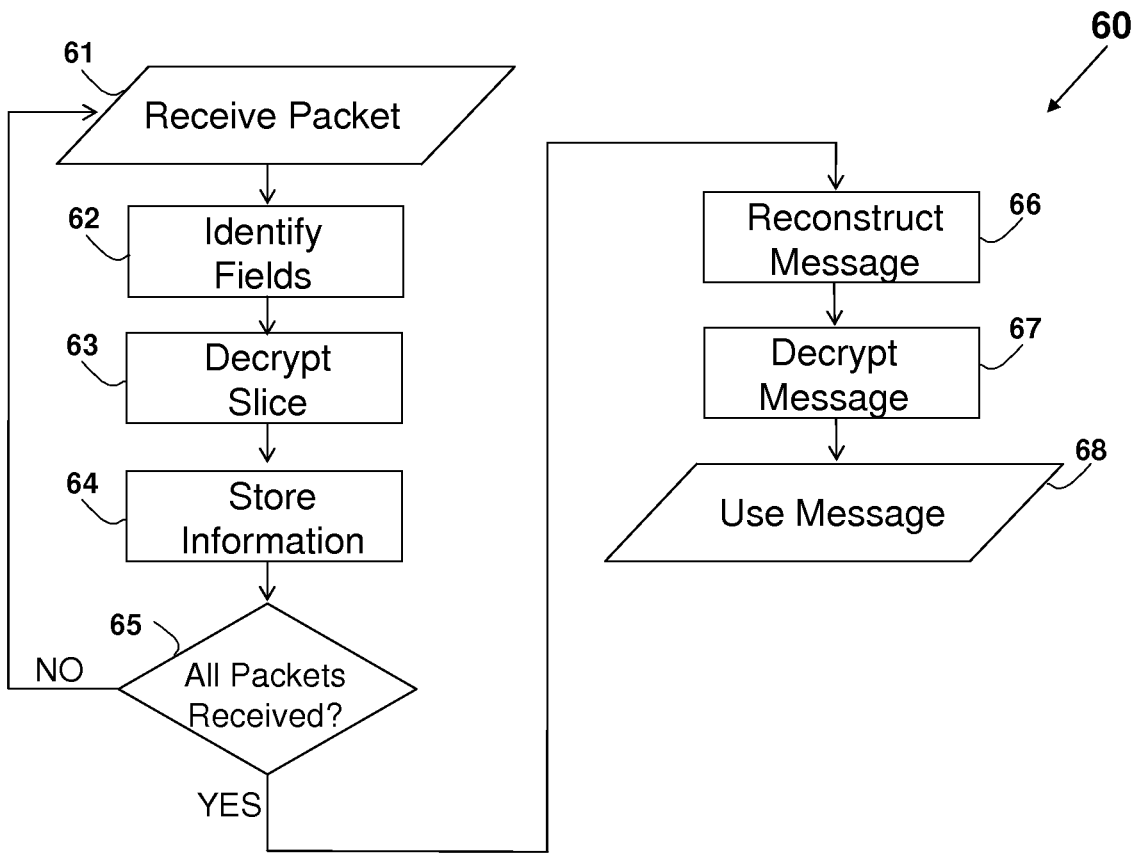 60
61
Receive Packet
62
Identify
Fields
63
Decrypt
Slice
64
Store
Information
65
All Packets
Received?
NO
YES
66
Reconstruct
Message
67
Decrypt
Message
68
Use Message